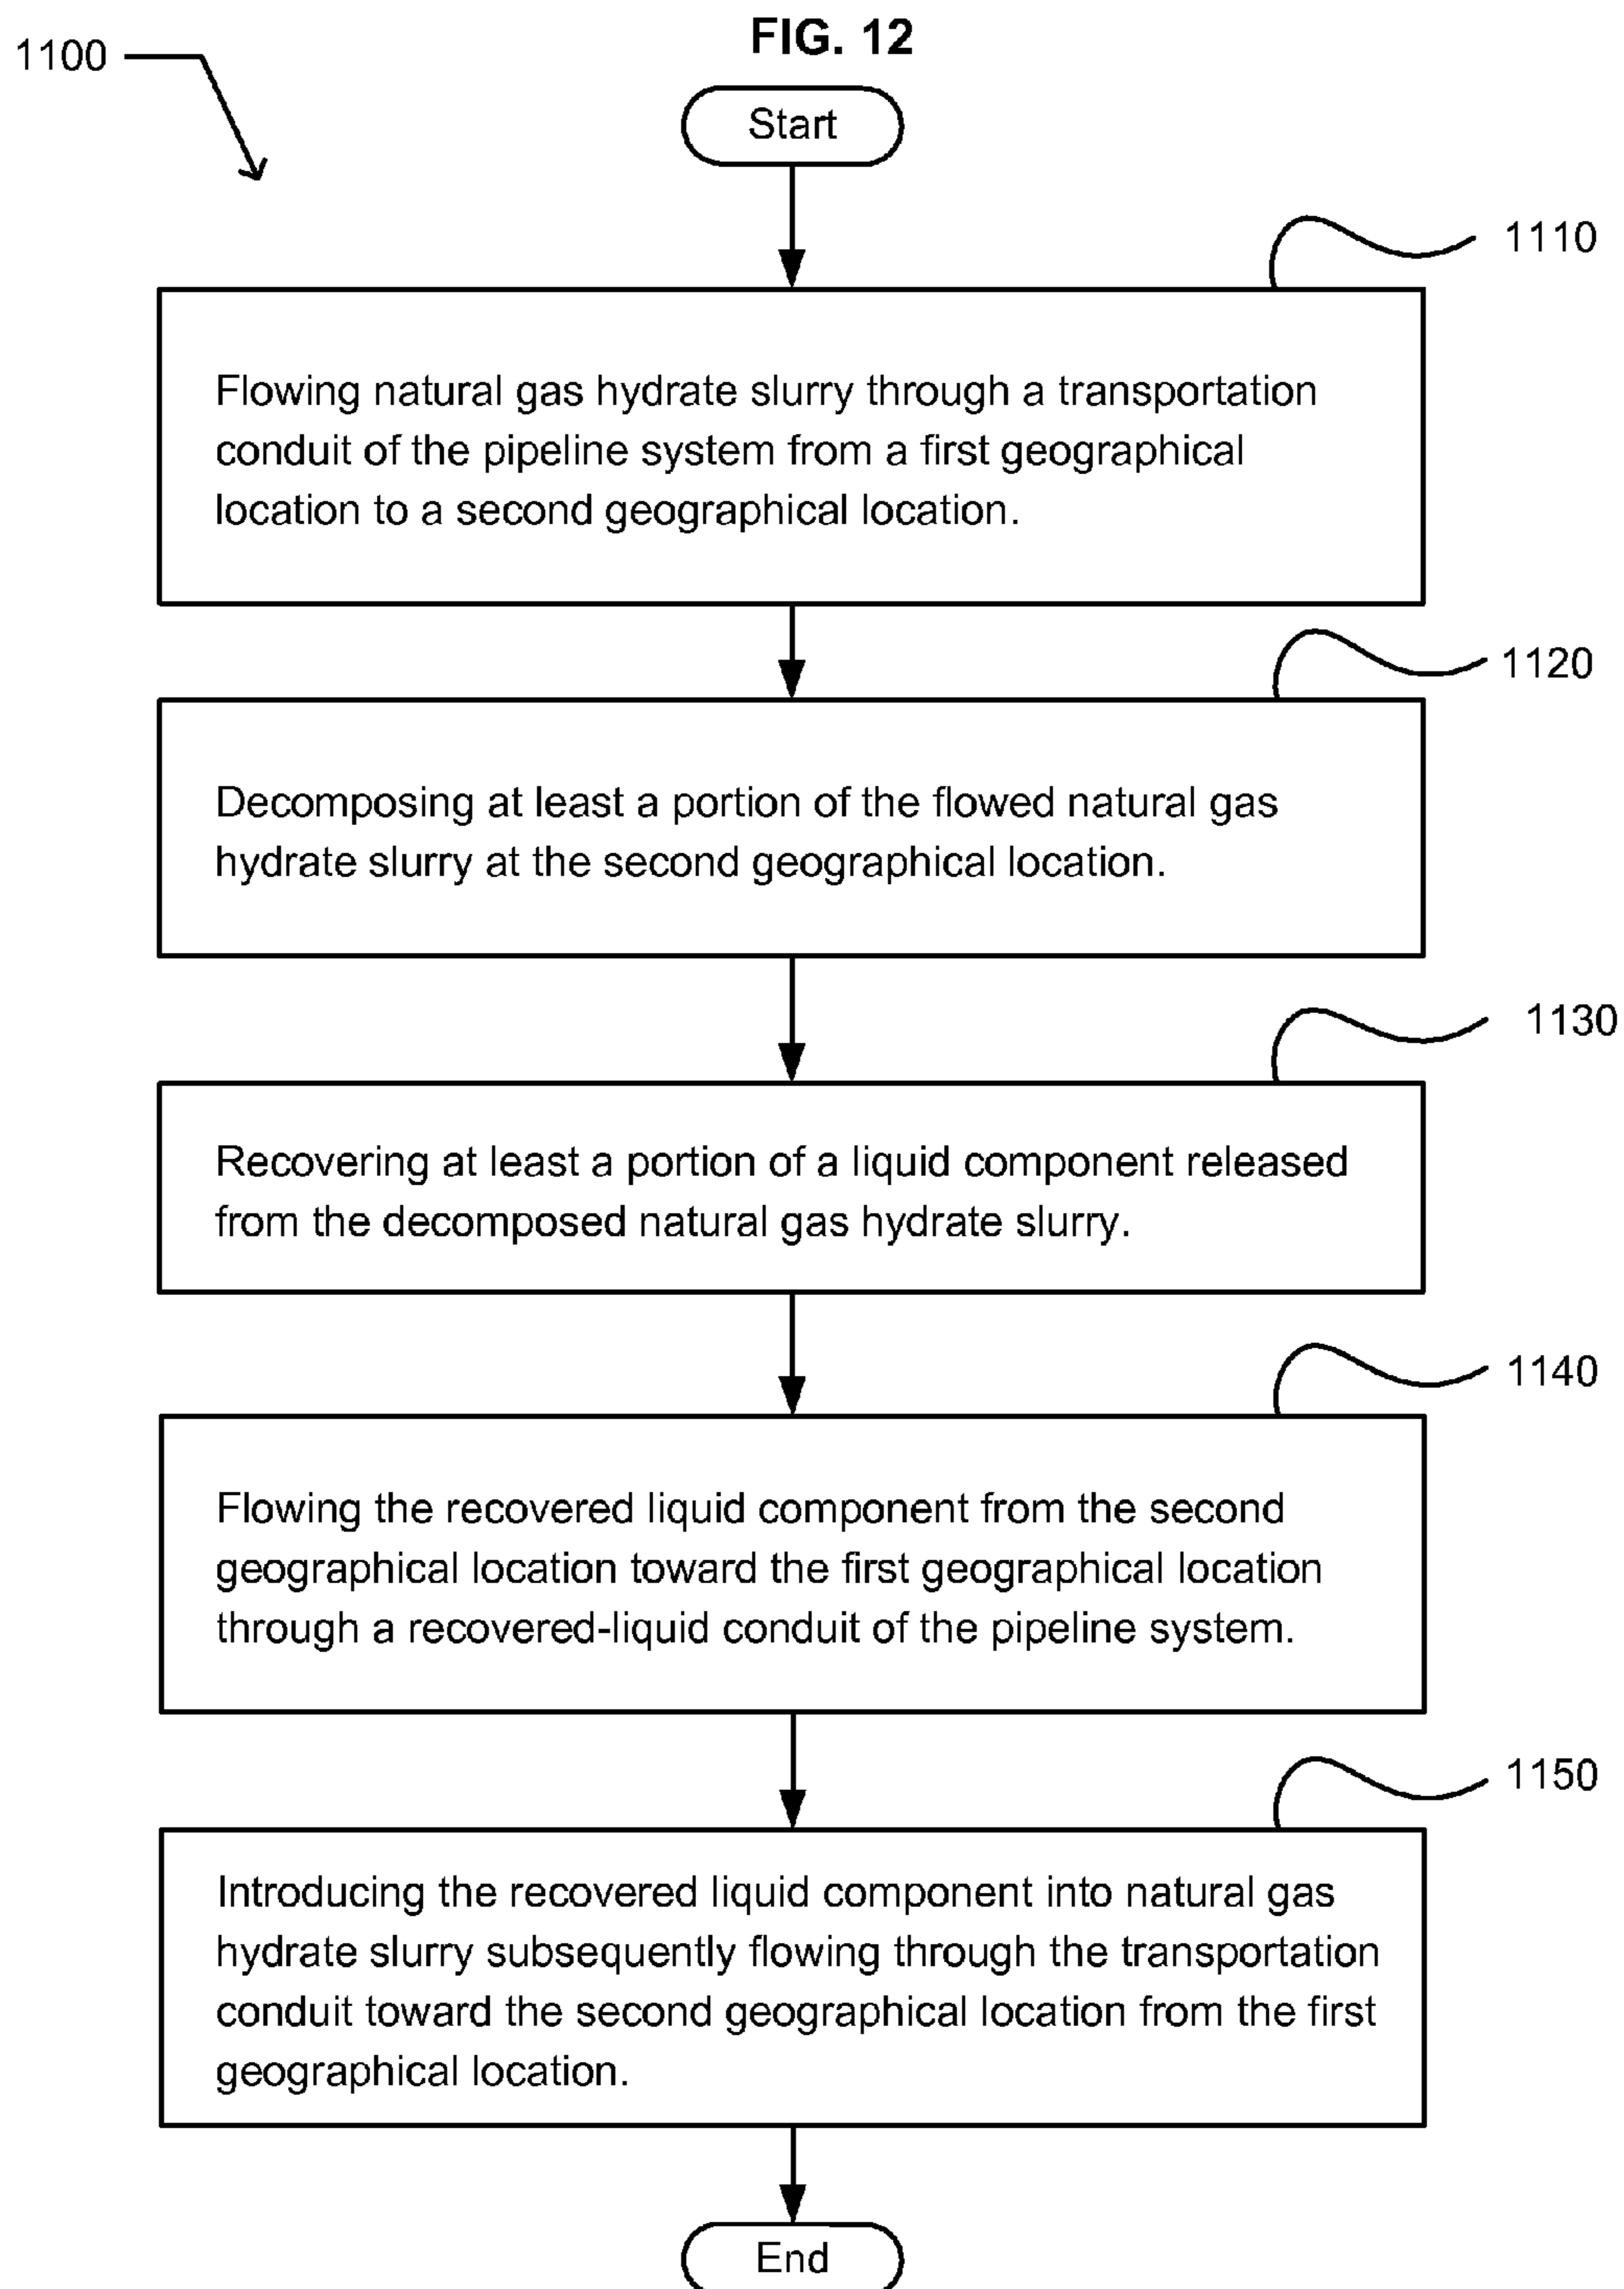 FIG. 12
1100
Start
1110
Flowing natural gas hydrate slurry through a transportation
conduit of the pipeline system from a first geographical
location to a second geographical location.
1120
Decomposing at least a portion of the flowed natural gas
hydrate slurry at the second geographical location.
1130
Recovering at least a portion of a liquid component released
from the decomposed natural gas hydrate slurry.
1140
Flowing the recovered liquid component from the second
geographical location toward the first geographical location
through a recovered-liquid conduit of the pipeline system.
1150
Introducing the recovered liquid component into natural gas
hydrate slurry subsequently flowing through the transportation
conduit toward the second geographical location from the first
geographical location.
End